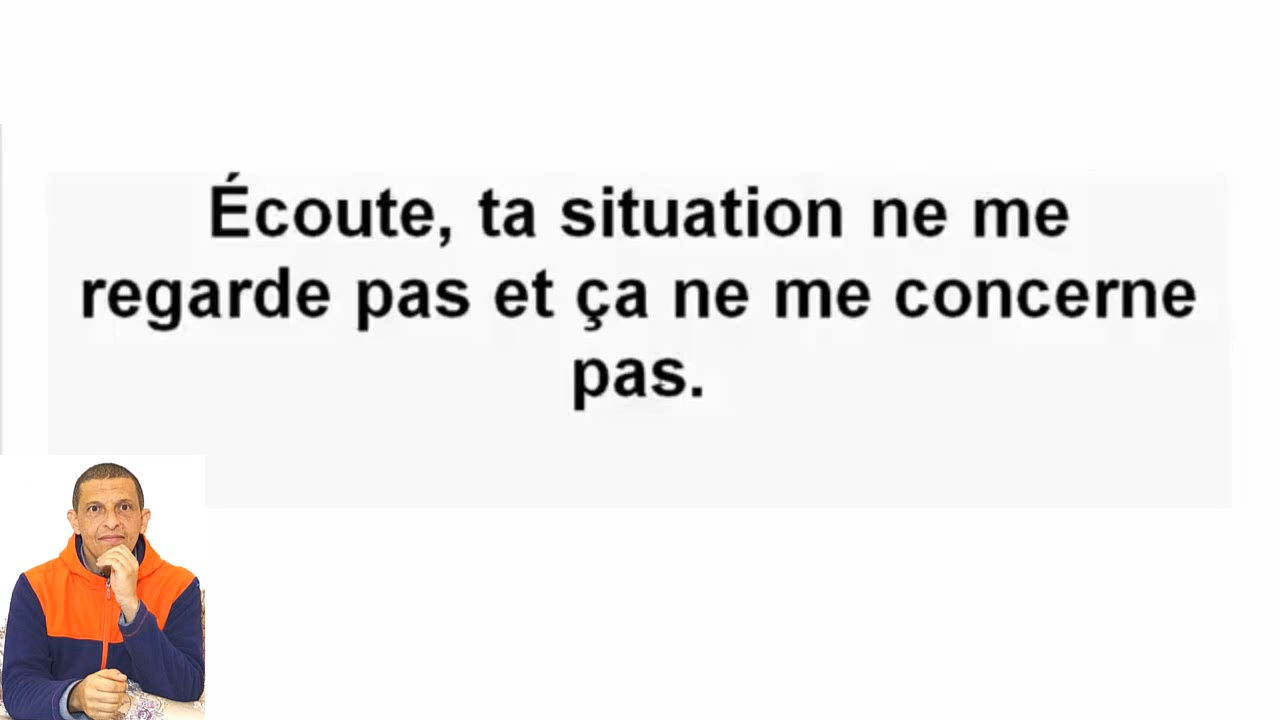 Écoute, ta situation ne me
regarde pas et ça ne me concerne
pas.